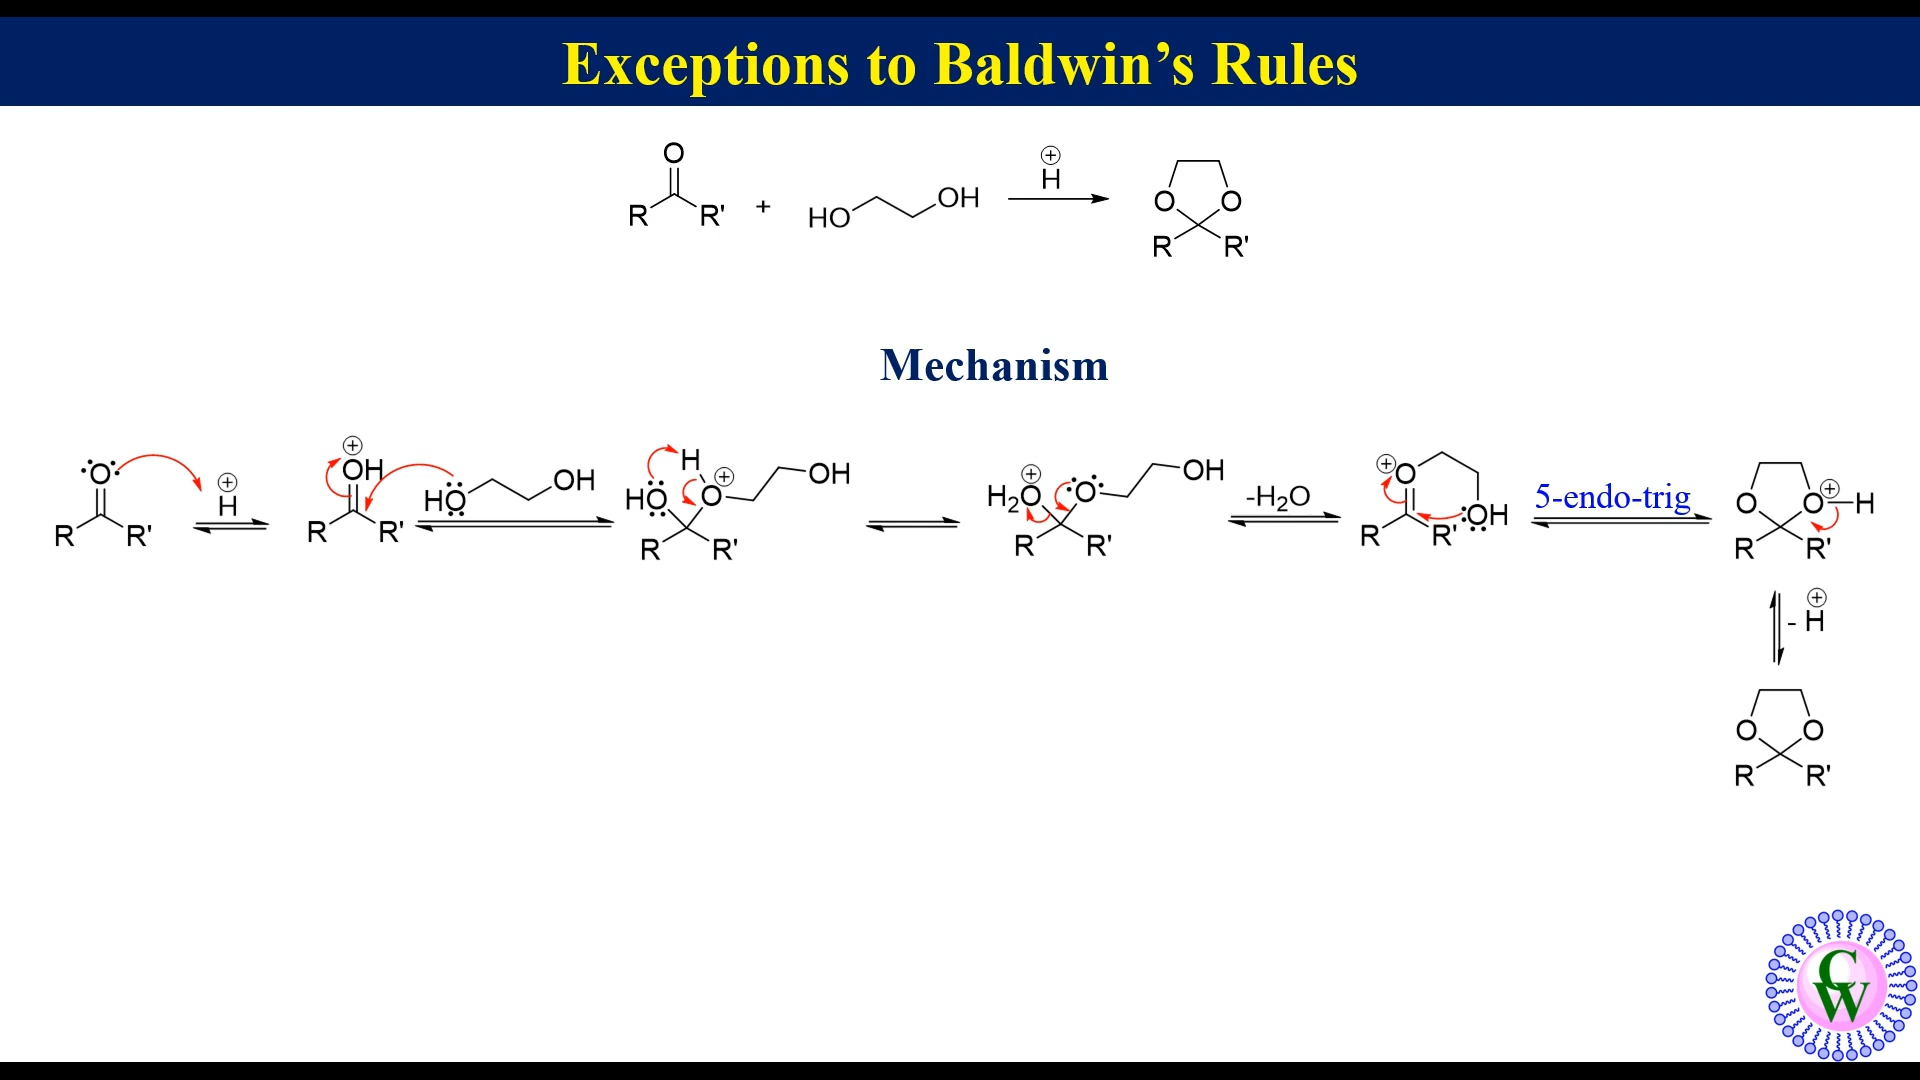 Exceptions to Baldwin's Rules
O
R R' + HO OH ⊕ H O O R R'
Mechanism
O R R' ⊕ H ⊕ OH R R' HO OH HO H O ⊕ OH R R' H₂O ⊕ O OH R R' -H₂O ⊕ O R R' OH 5-endo-trig O O ⊕ H R R'
- H ⊕
O O
R R'
C
W